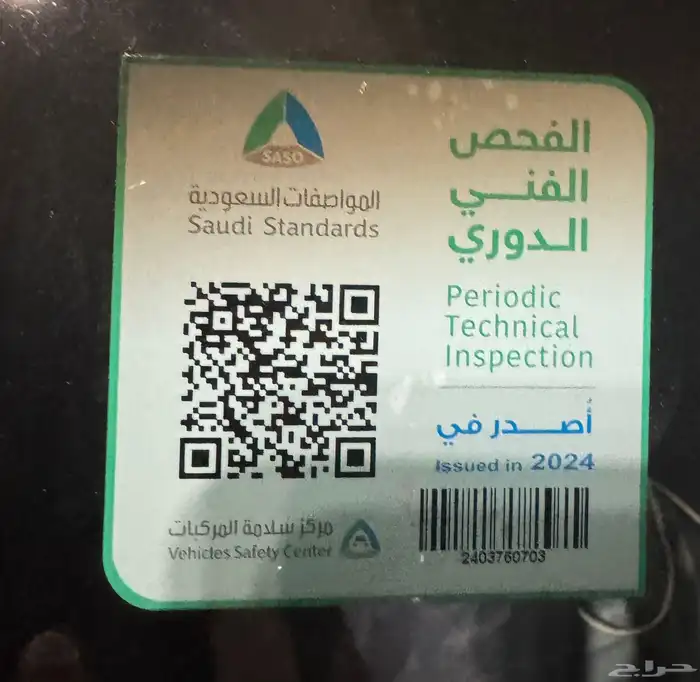 SASO
المواصفات السعودية
Saudi Standards
الفحص
الفني
الدوري
Periodic
Technical
Inspection
أصدر في
Issued in 2024
2403760703
مركز سلامة المركبات
Vehicles Safety Center
حراج